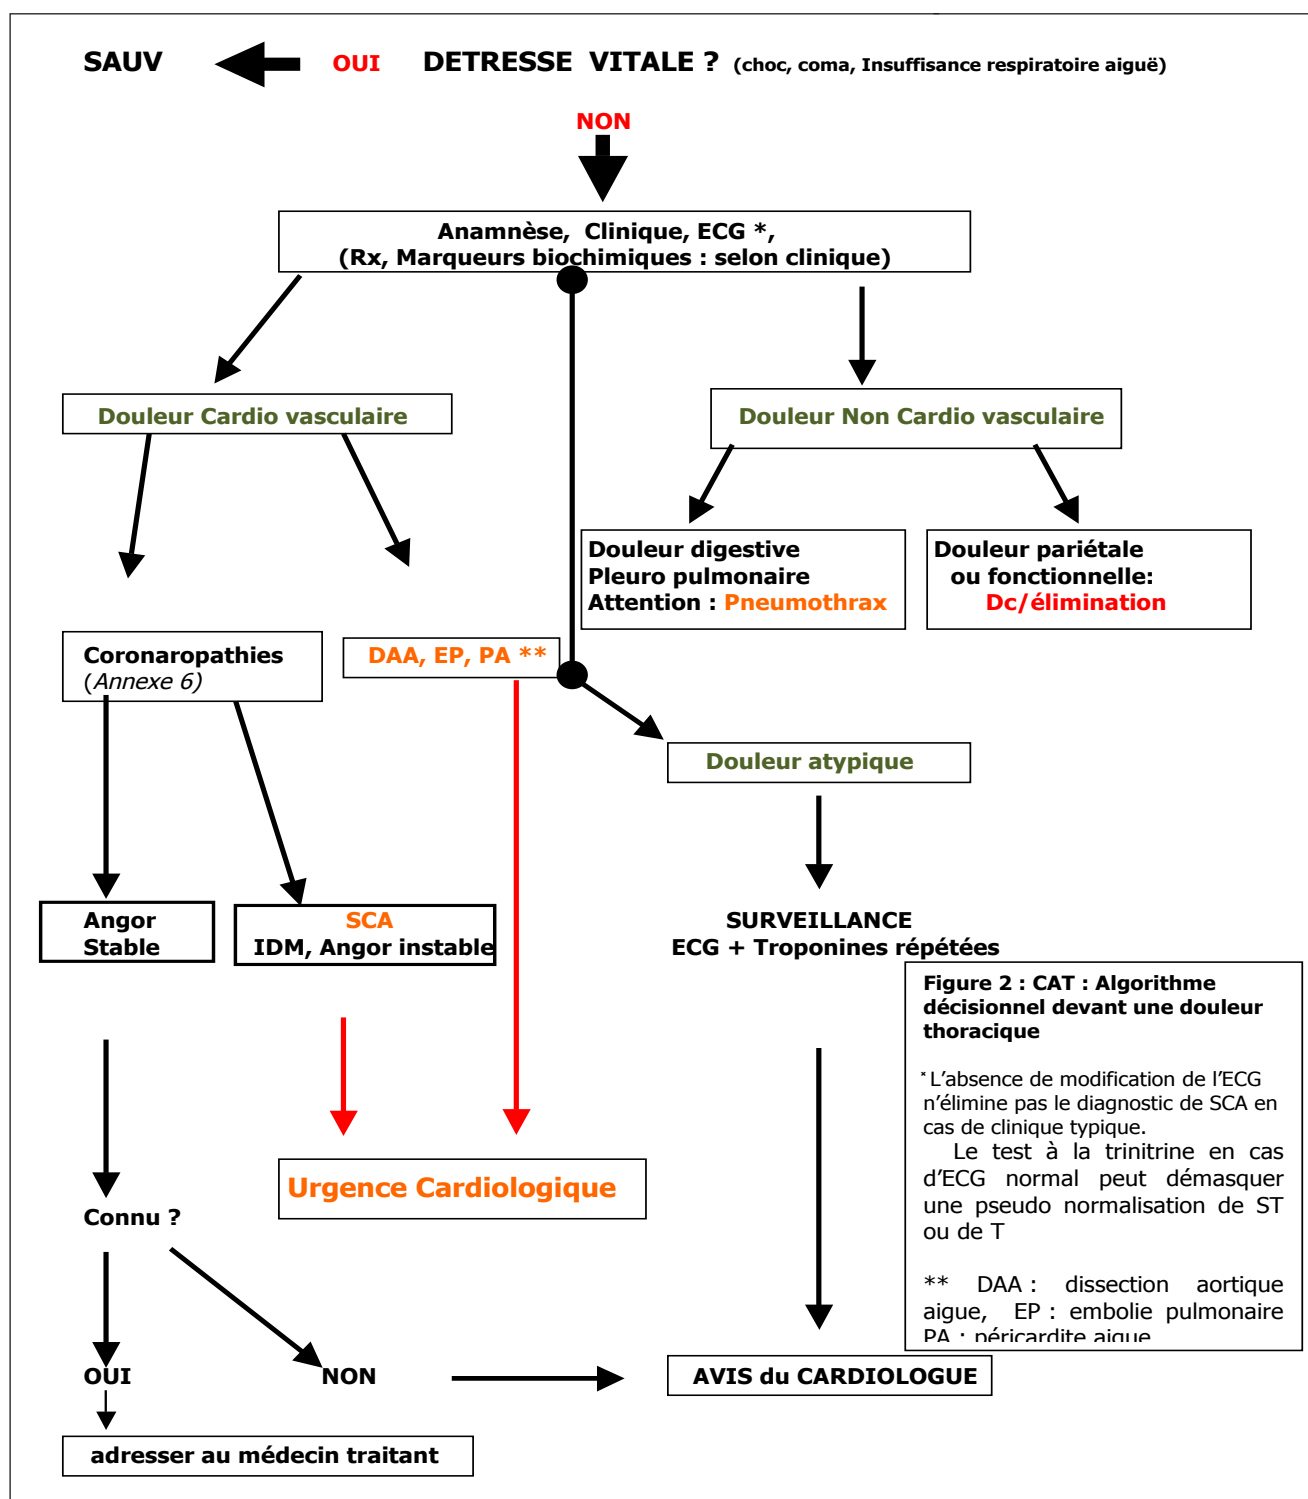 SAUV OUI DETRESSE VITALE ? (choc, coma, Insuffisance respiratoire aiguë)
NON
Anamnèse, Clinique, ECG *,
(Rx, Marqueurs biochimiques : selon clinique)
Douleur Cardio vasculaire
Douleur Non Cardio vasculaire
Douleur digestive
Pleuro pulmonaire
Attention : Pneumothrax
Douleur pariétale
ou fonctionnelle:
Dc/élimination
Coronaropathies
(Annexe 6)
DAA, EP, PA **
Douleur atypique
Angor
Stable
SCA
IDM, Angor instable
SURVEILLANCE
ECG + Troponines répétées
Figure 2 : CAT : Algorithme
décisionnel devant une douleur
thoracique
* L’absence de modification de l’ECG
n’élimine pas le diagnostic de SCA en
cas de clinique typique.
Le test à la trinitrine en cas
d’ECG normal peut démasquer
une pseudo normalisation de ST
ou de T
** DAA : dissection aortique
aigue, EP : embolie pulmonaire
PA : péricardite aigue
Urgence Cardiologique
Connu ?
OUI
NON
AVIS du CARDIOLOGUE
adresser au médecin traitant